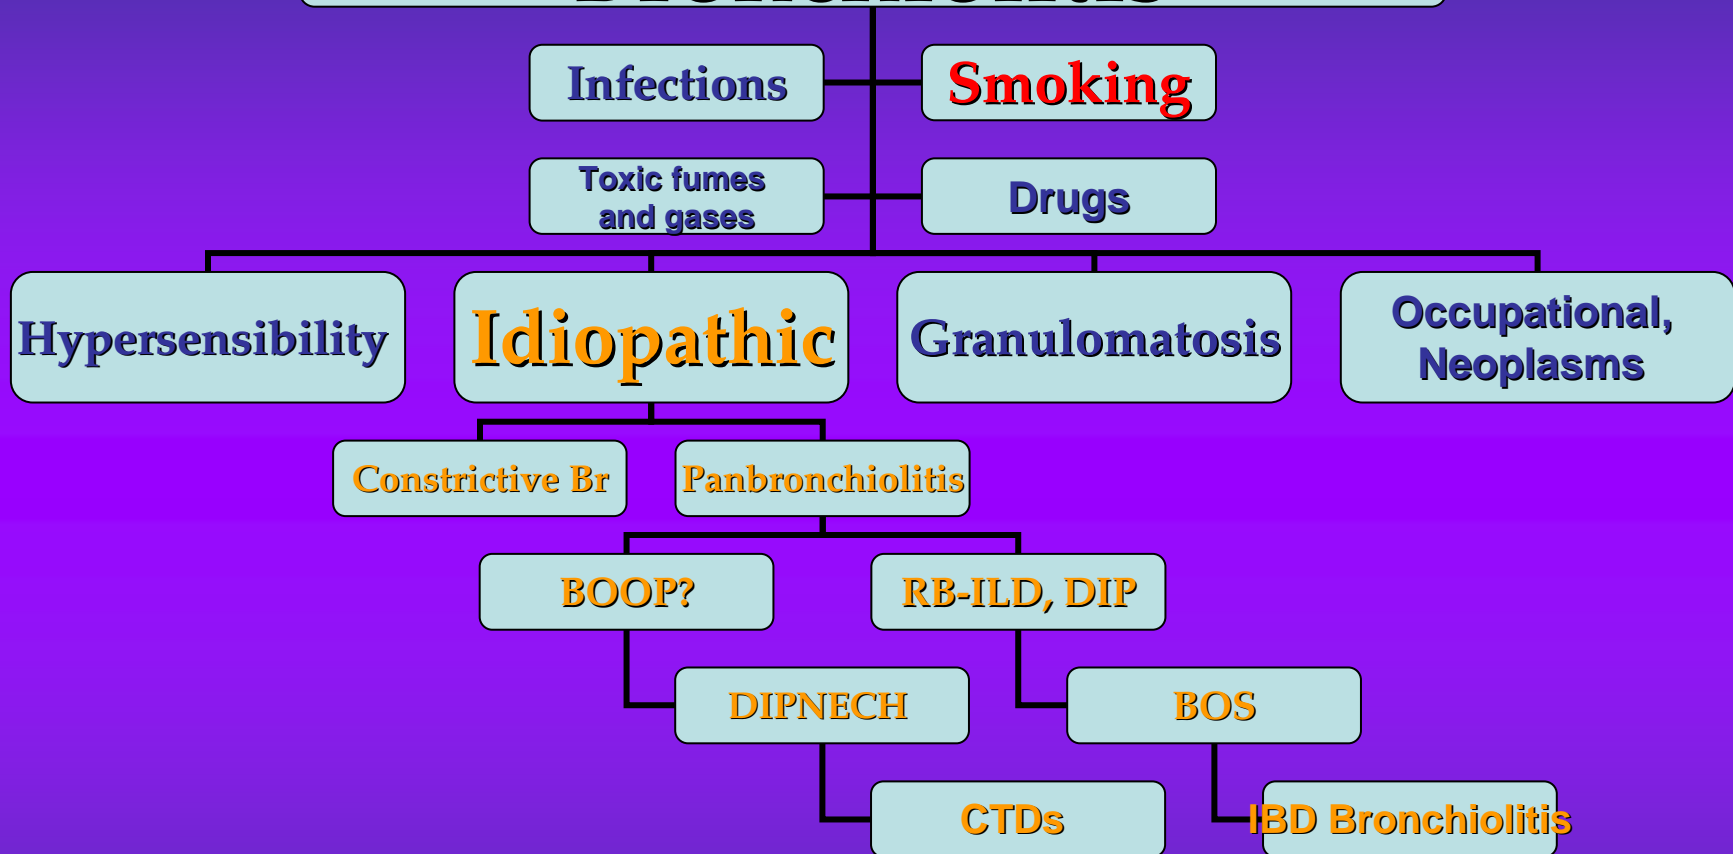 Bronchiolitis
Infections
Smoking
Toxic fumes
and gases
Drugs
Hypersensibility
Idiopathic
Granulomatosis
Occupational,
Neoplasms
Constrictive Br
Panbronchiolitis
BOOP?
RB-ILD, DIP
DIPNECH
BOS
CTDs
IBD Bronchiolitis